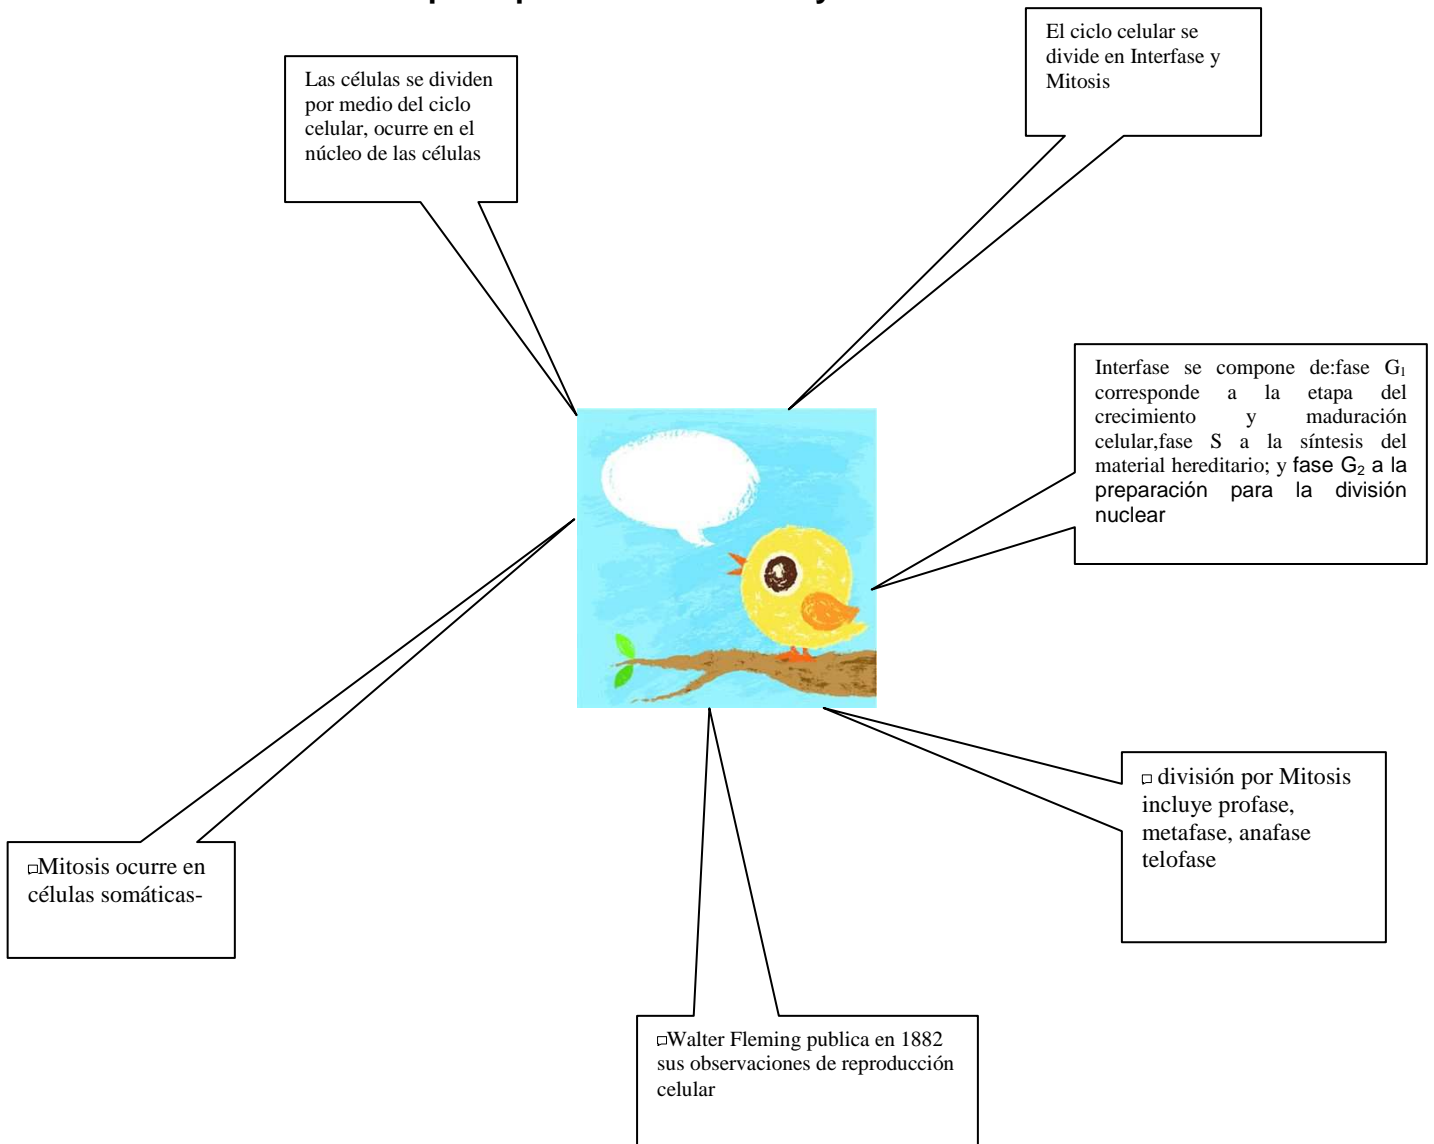 El ciclo celular se
divide en Interfase y
Mitosis
Las células se dividen
por medio del ciclo
celular, ocurre en el
núcleo de las células
Interfase se compone de:fase G₁
corresponde a la etapa del
crecimiento y maduración
celular,fase S a la síntesis del
material hereditario; y fase G₂ a la
preparación para la división
nuclear
división por Mitosis
incluye profase,
metafase, anafase
telofase
Mitosis ocurre en
células somáticas-
Walter Fleming publica en 1882
sus observaciones de reproducción
celular